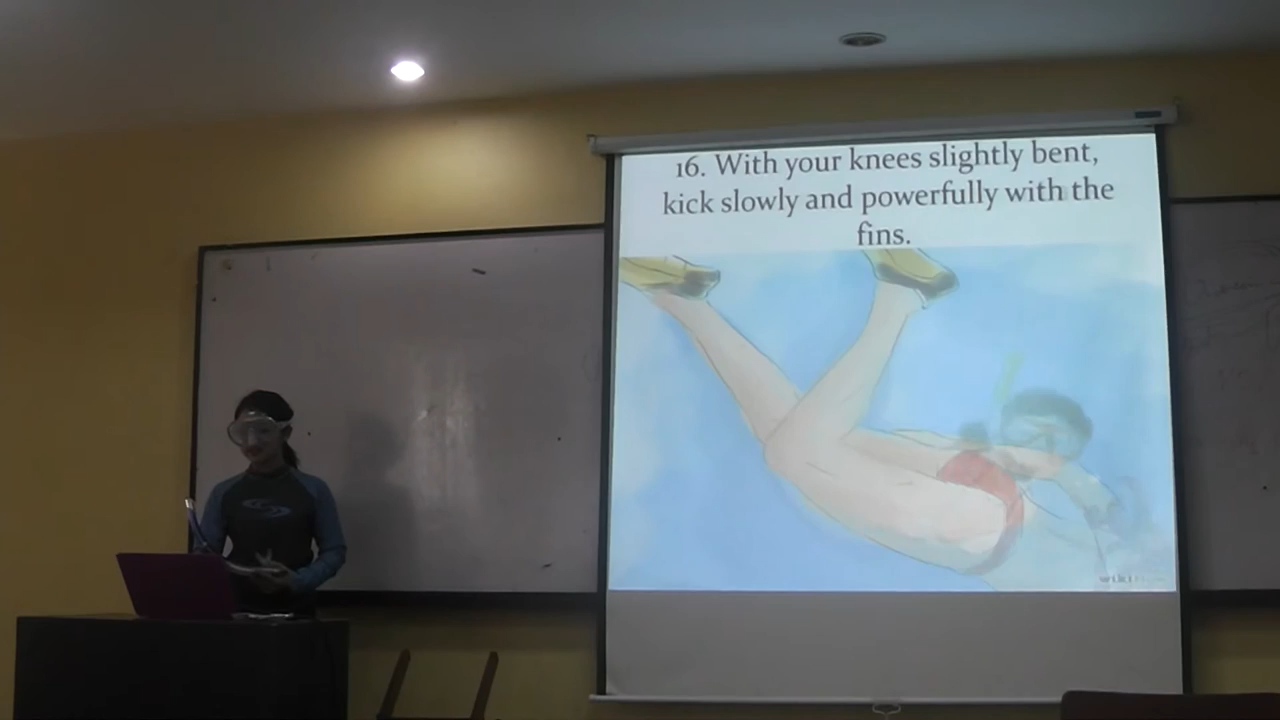 16. With your knees slightly bent,
kick slowly and powerfully with the
fins.